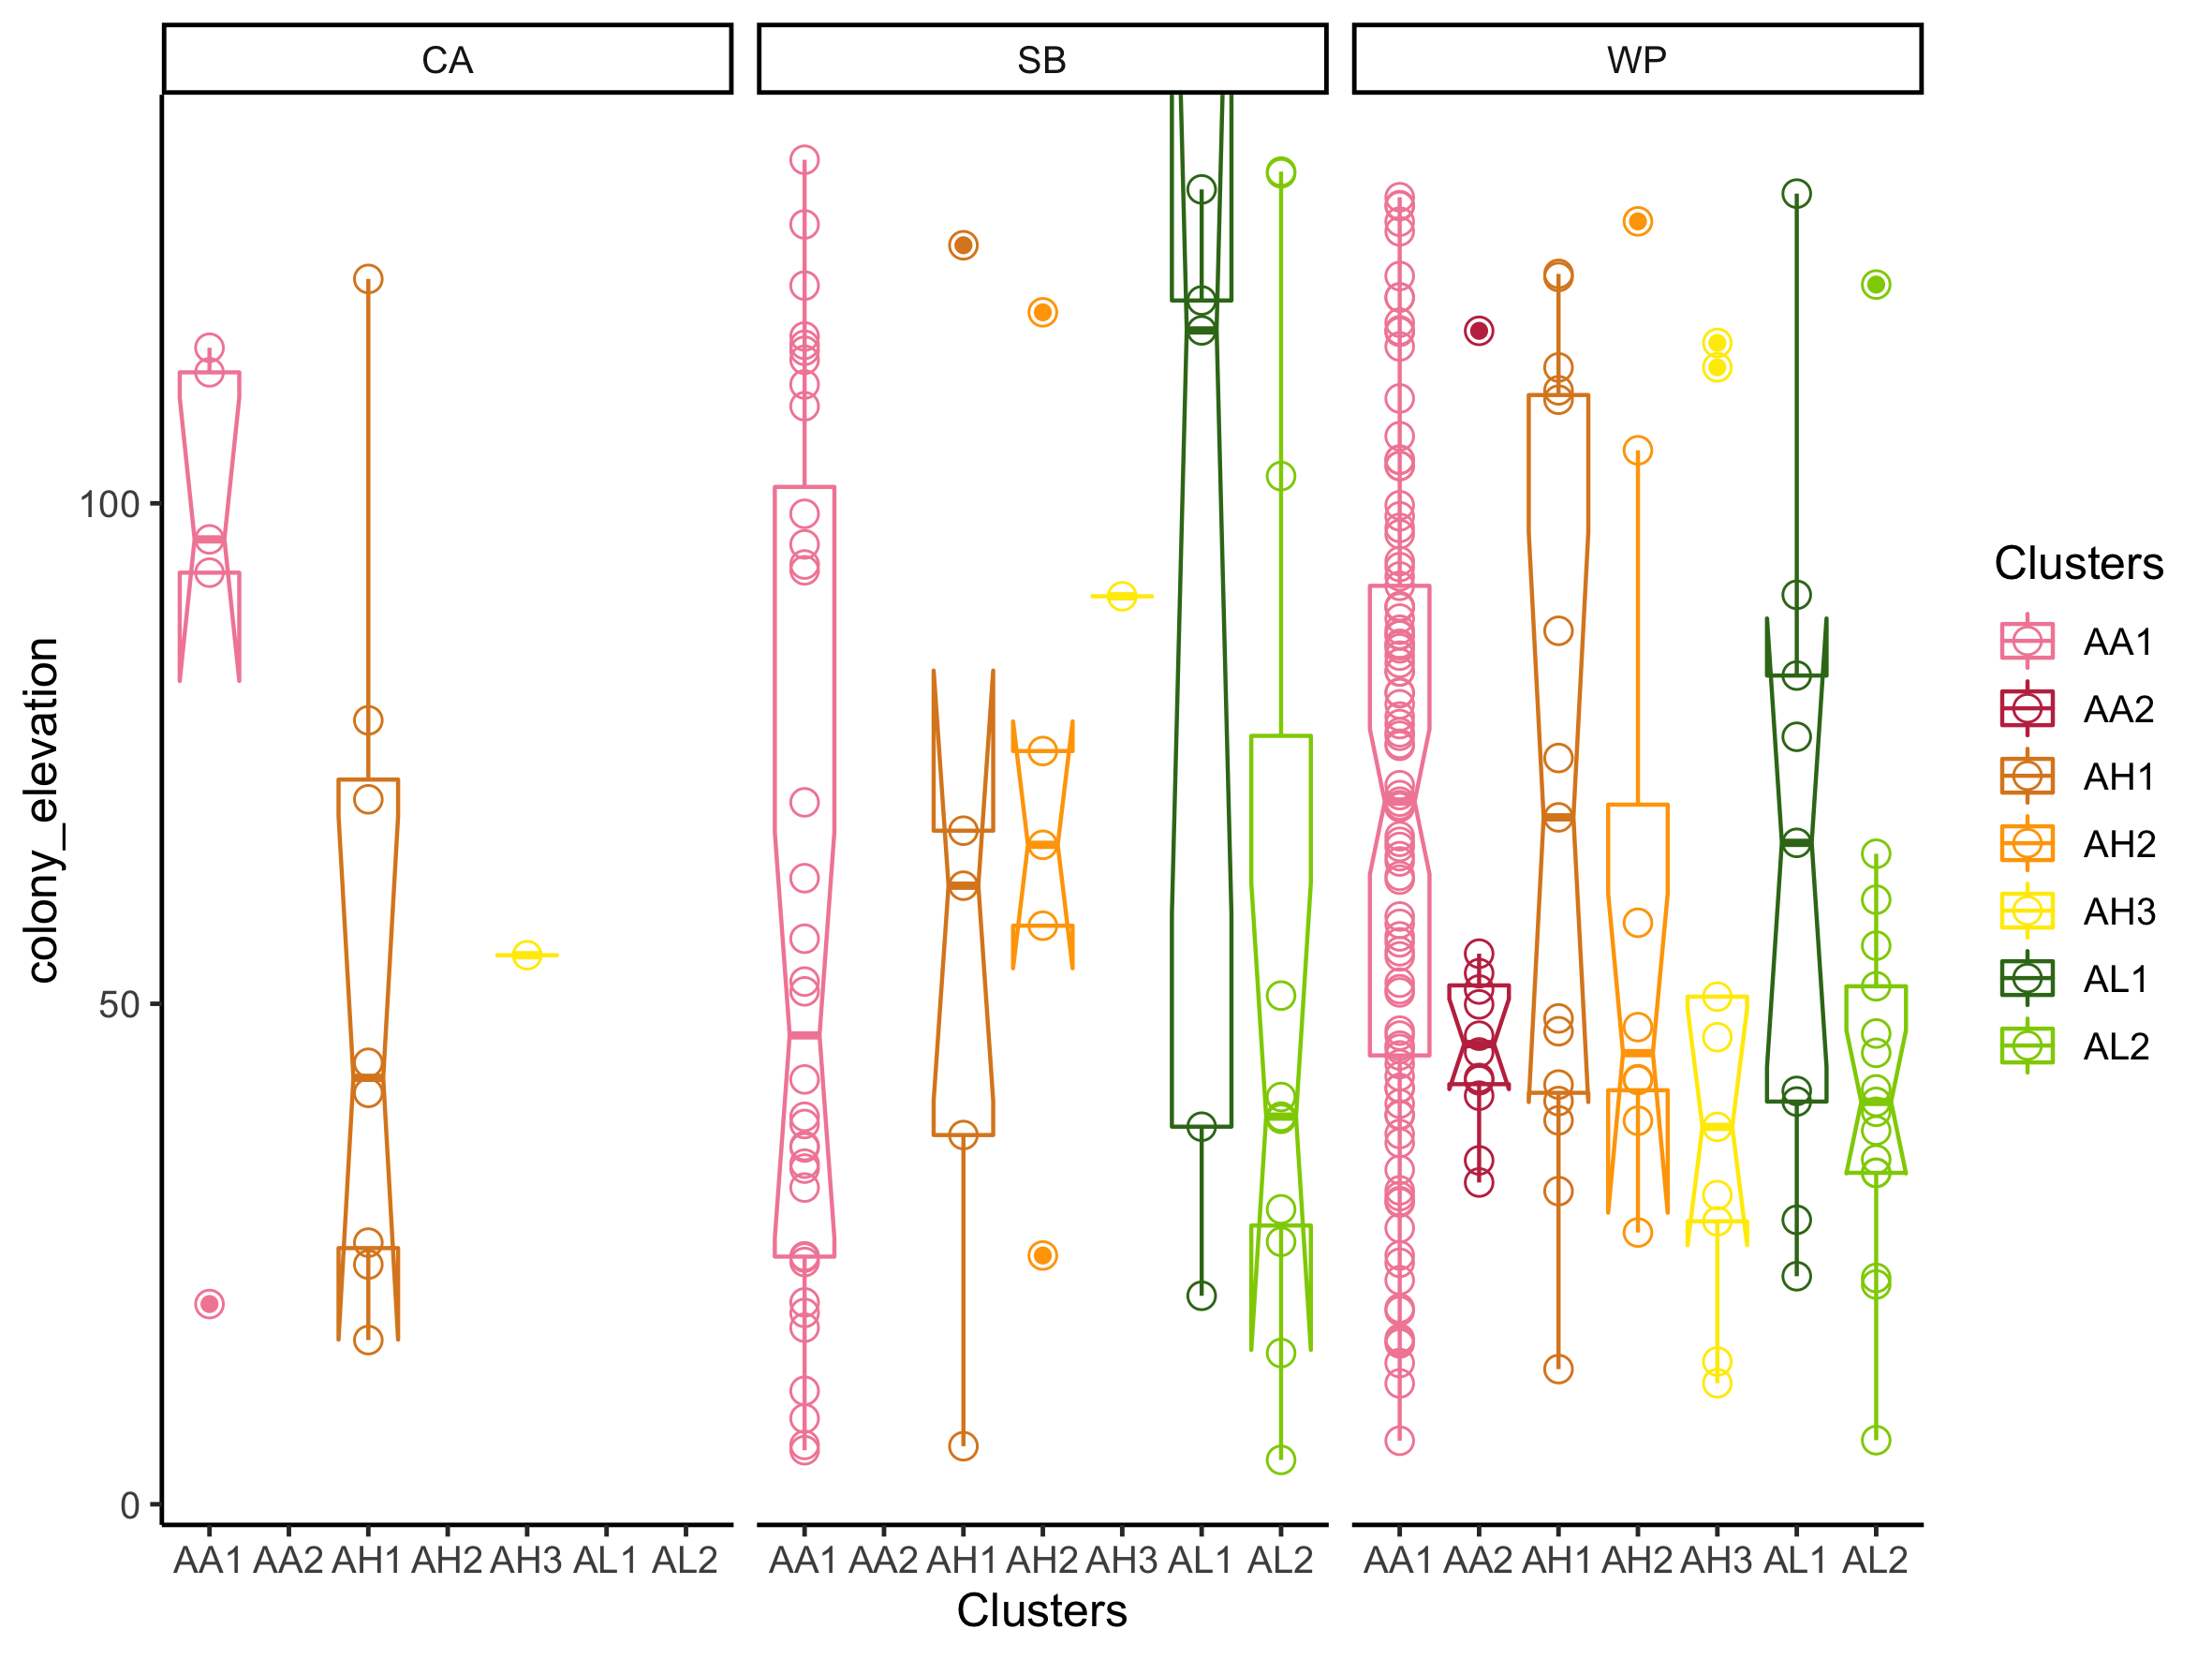 CA
SB
WP
colony_elevation
100
50
0
AA1 AA2 AH1 AH2 AH3 AL1 AL2
AA1 AA2 AH1 AH2 AH3 AL1 AL2
AA1 AA2 AH1 AH2 AH3 AL1 AL2
Clusters
Clusters
AA1
AA2
AH1
AH2
AH3
AL1
AL2